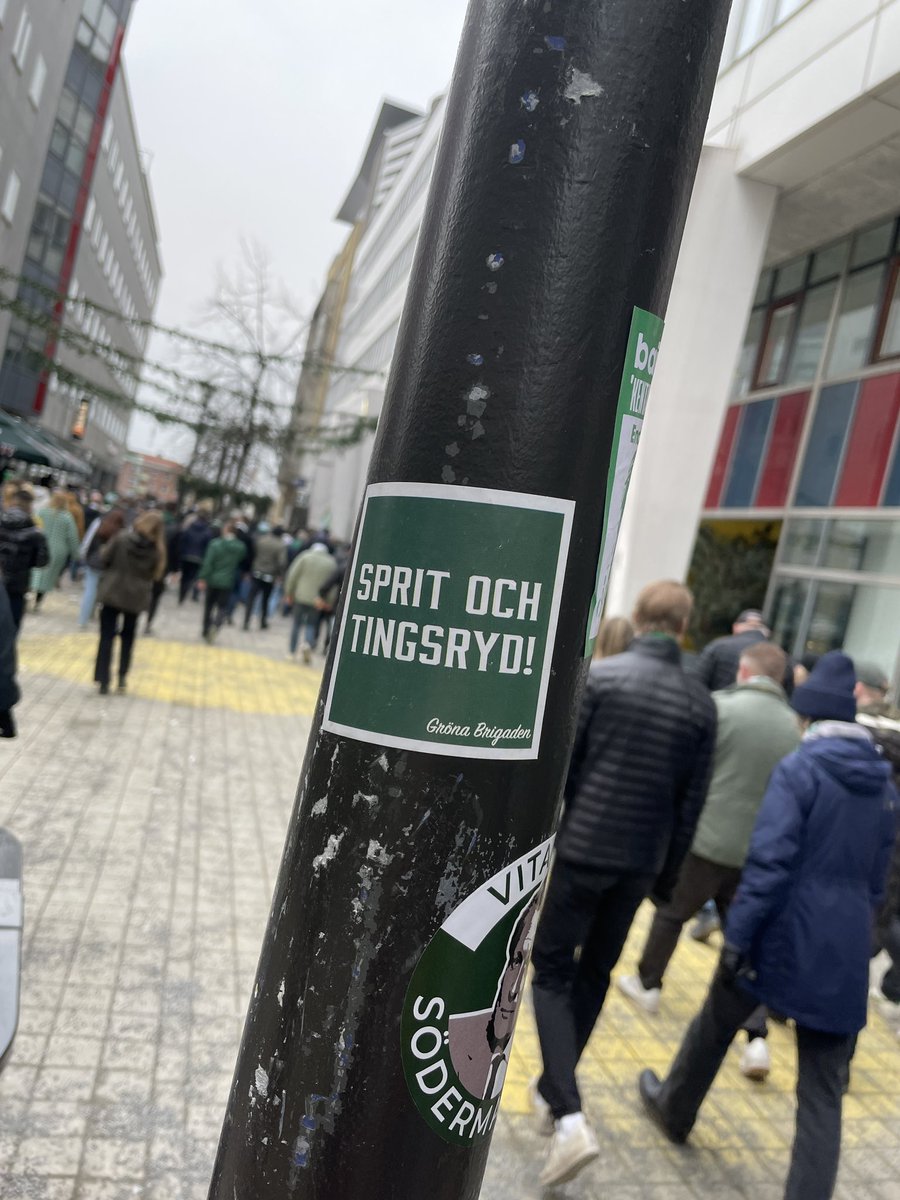 SPRIT OCH
TINGSRYD!
Gröna Brigaden
VITA
SÖDERM